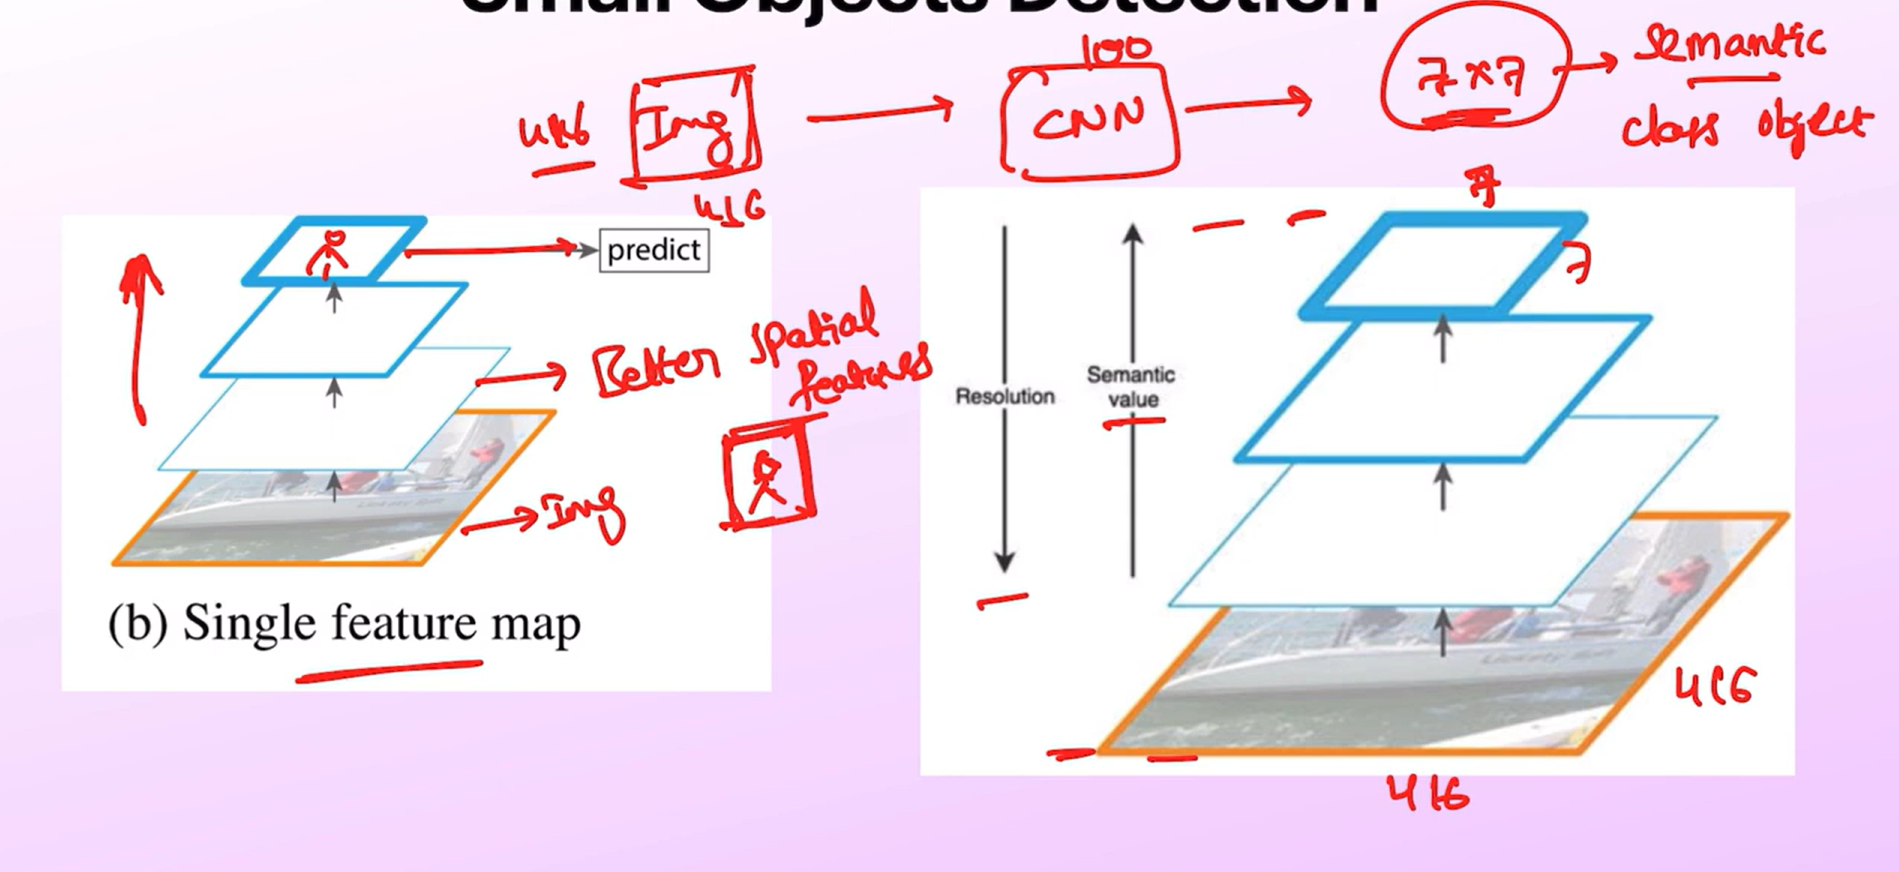 Small Objects Detection
416
Img
416
100
CNN
7x7
Semantic
class object
7
7
predict
Better spatial
features
Img
(b) Single feature map
Resolution
Semantic
value
416
416